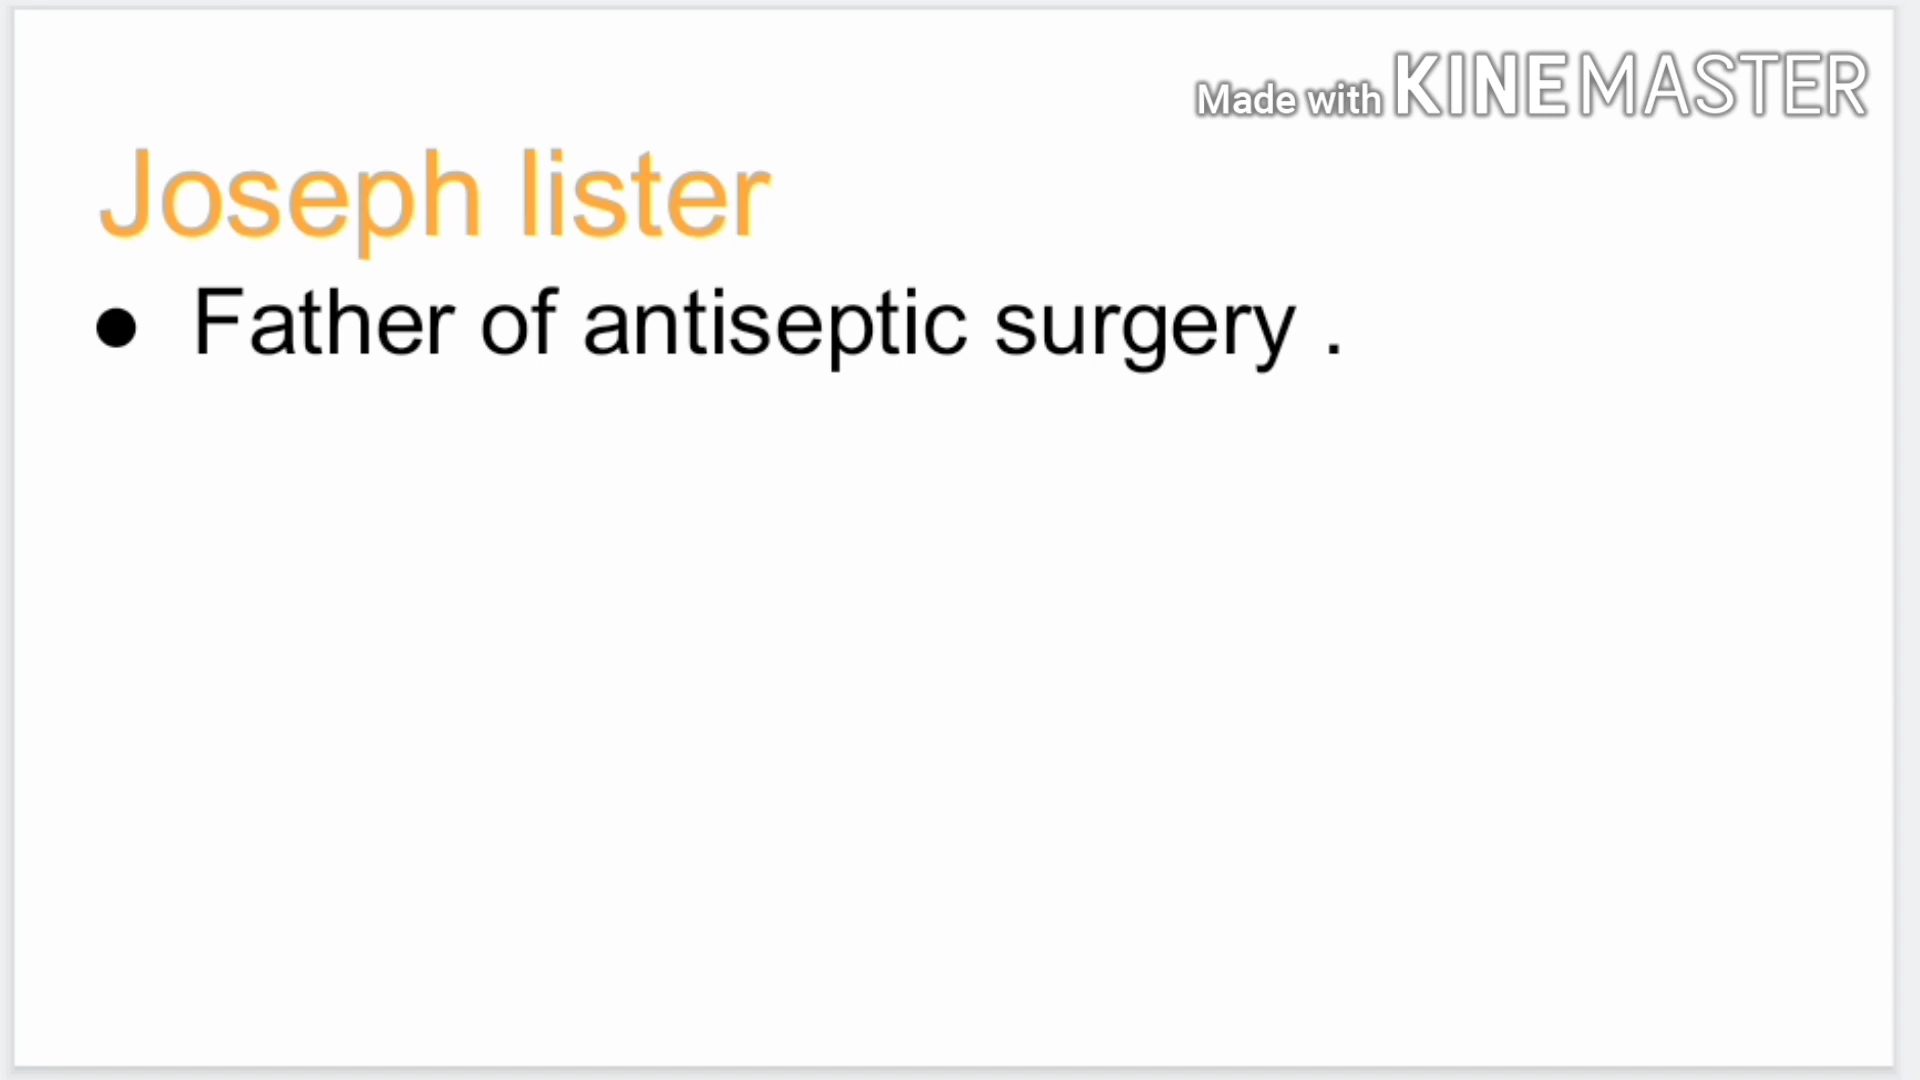 Made with KINEMASTER
Joseph lister
● Father of antiseptic surgery .